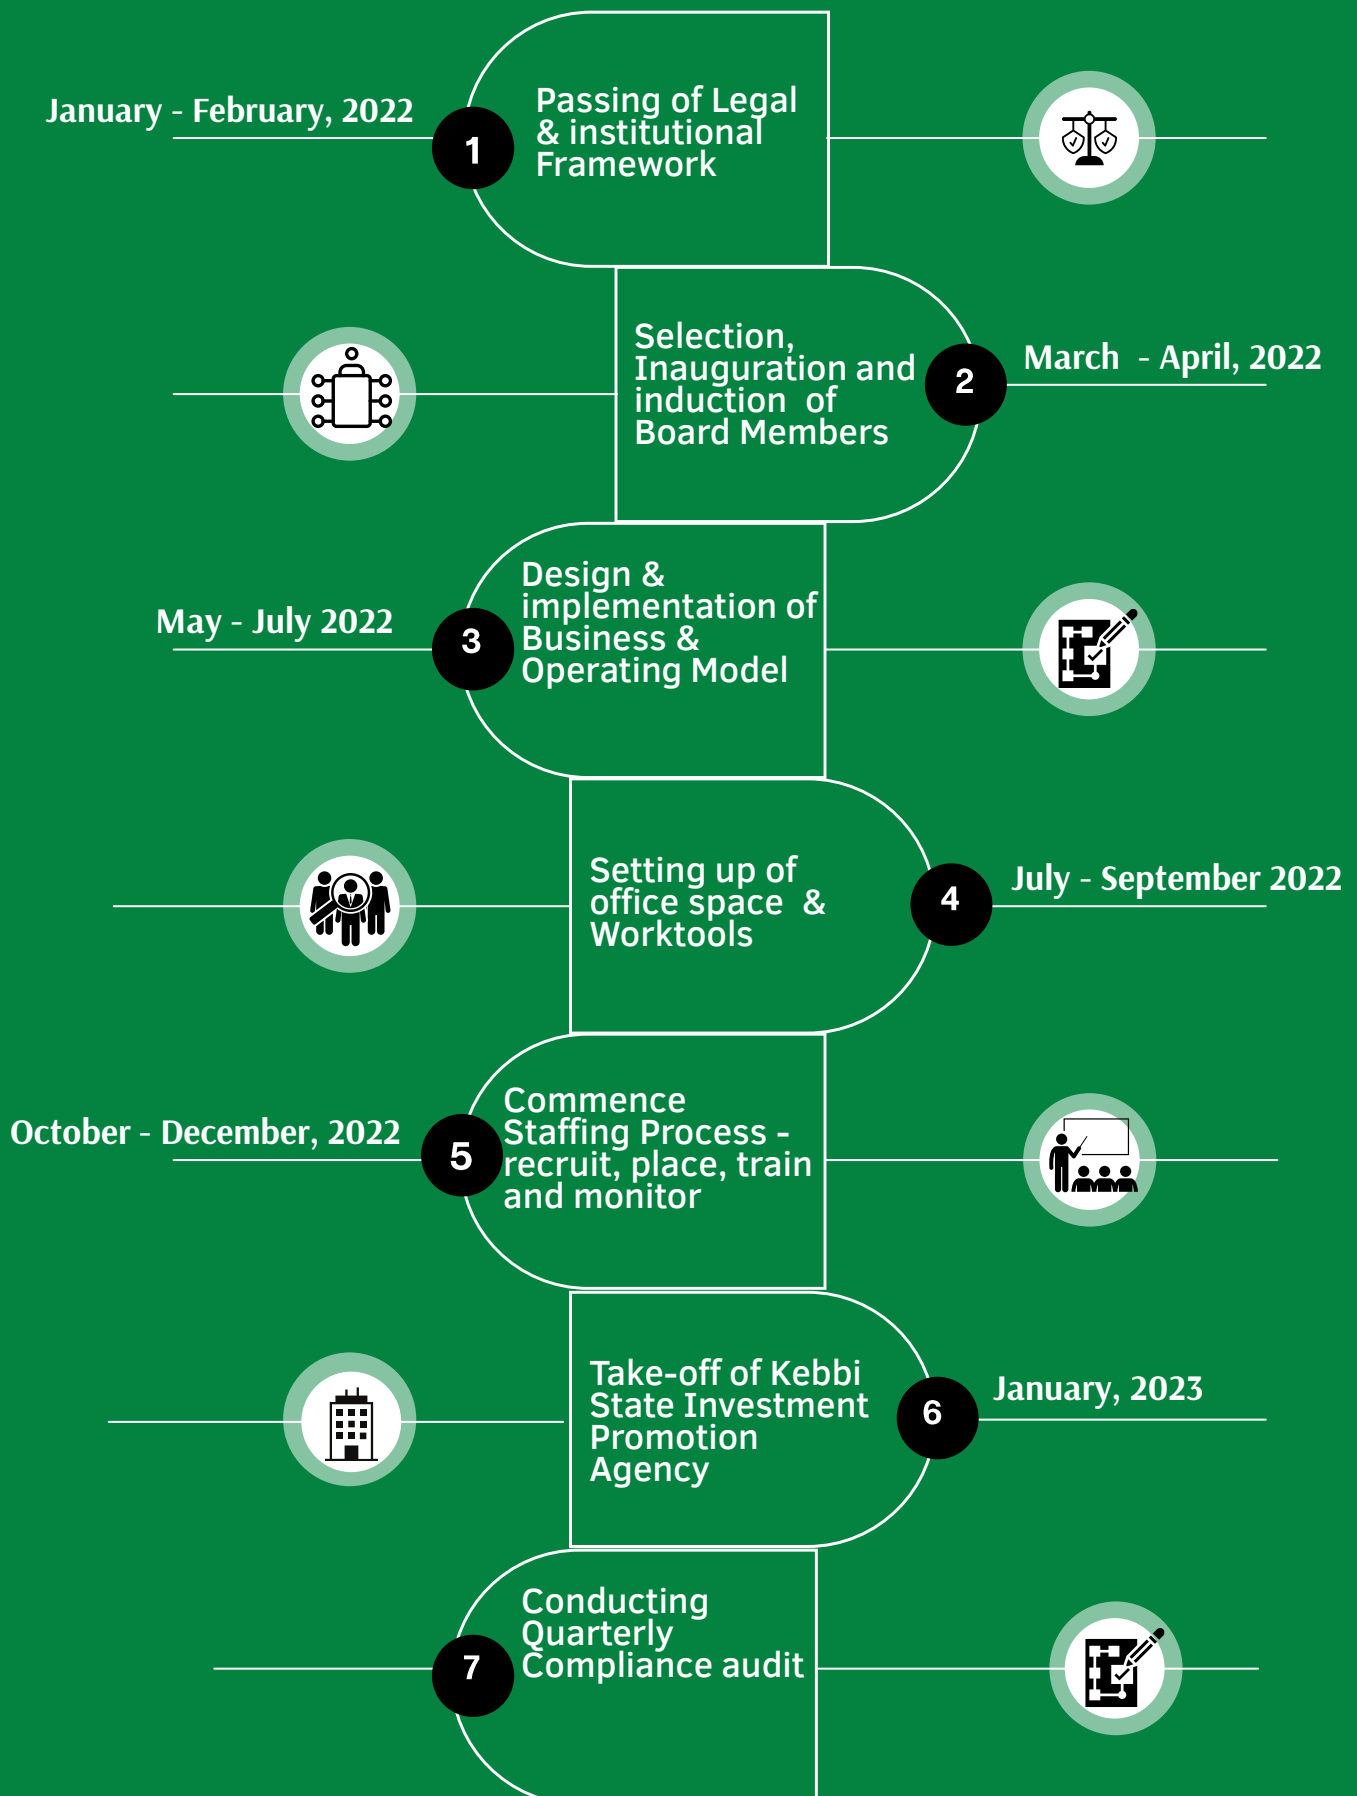 January - February, 2022
1
Passing of Legal
& institutional
Framework
Selection,
Inauguration and
induction of
Board Members
2
March - April, 2022
May - July 2022
3
Design &
implementation of
Business &
Operating Model
Setting up of
office space &
Worktools
4
July - September 2022
October - December, 2022
5
Commence
Staffing Process -
recruit, place, train
and monitor
Take-off of Kebbi
State Investment
Promotion
Agency
6
January, 2023
7
Conducting
Quarterly
Compliance audit